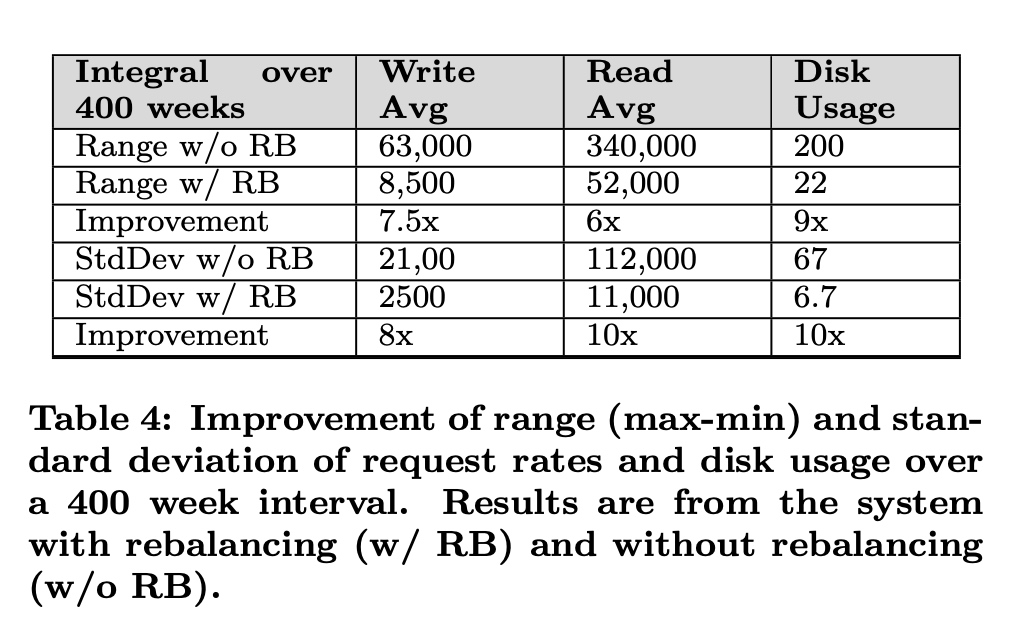 Integral over 400 weeks | Write Avg | Read Avg | Disk Usage
Range w/o RB | 63,000 | 340,000 | 200
Range w/ RB | 8,500 | 52,000 | 22
Improvement | 7.5x | 6x | 9x
StdDev w/o RB | 21,00 | 112,000 | 67
StdDev w/ RB | 2500 | 11,000 | 6.7
Improvement | 8x | 10x | 10x
Table 4: Improvement of range (max-min) and stan-
dard deviation of request rates and disk usage over
a 400 week interval. Results are from the system
with rebalancing (w/ RB) and without rebalancing
(w/o RB).